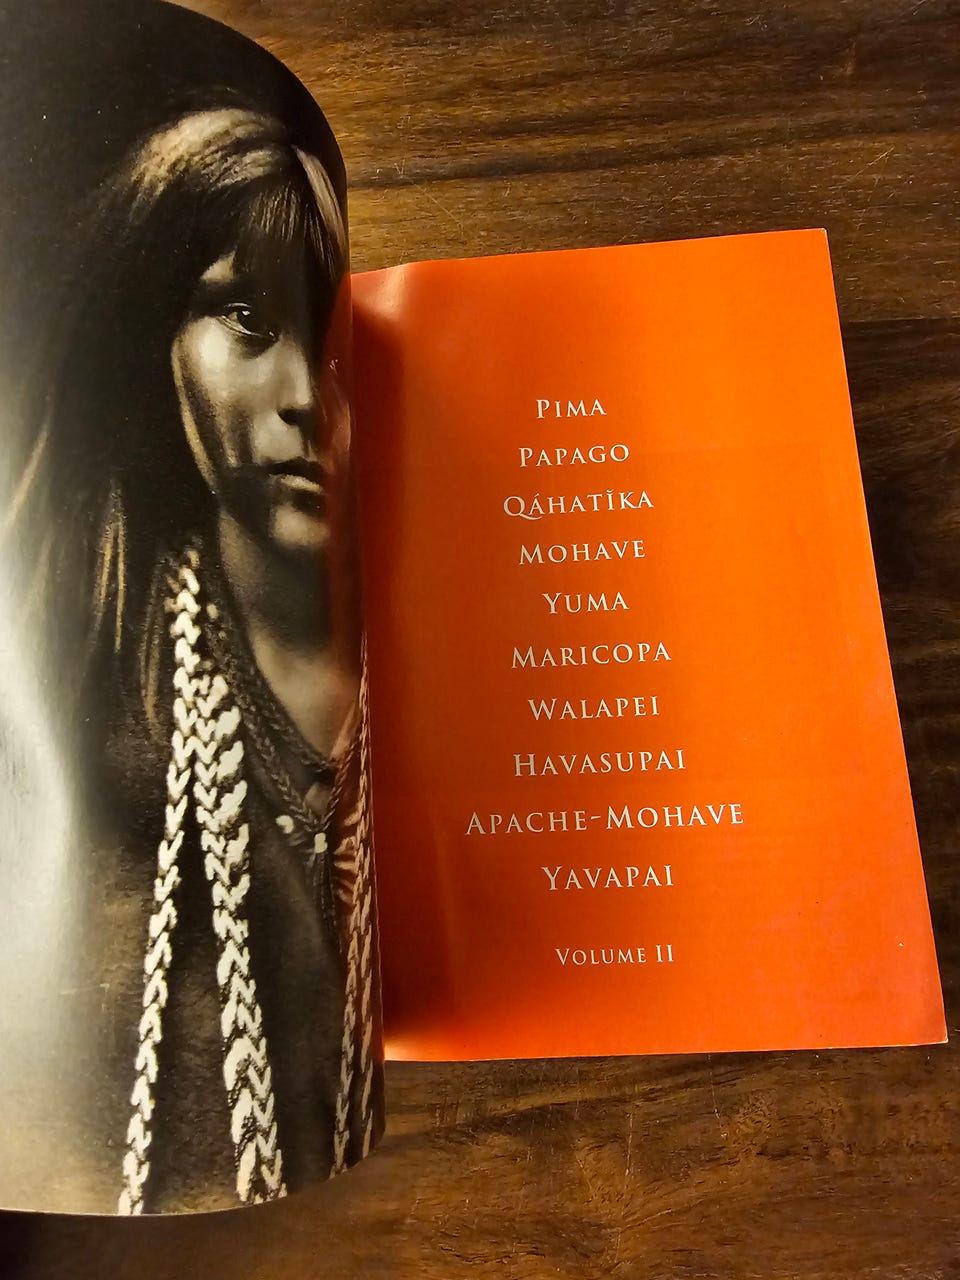 PIMA
PAPAGO
QÁHATĬKA
MOHAVE
YUMA
MARICOPA
WALAPEI
HAVASUPAI
APACHE-MOHAVE
YAVAPAI
VOLUME II